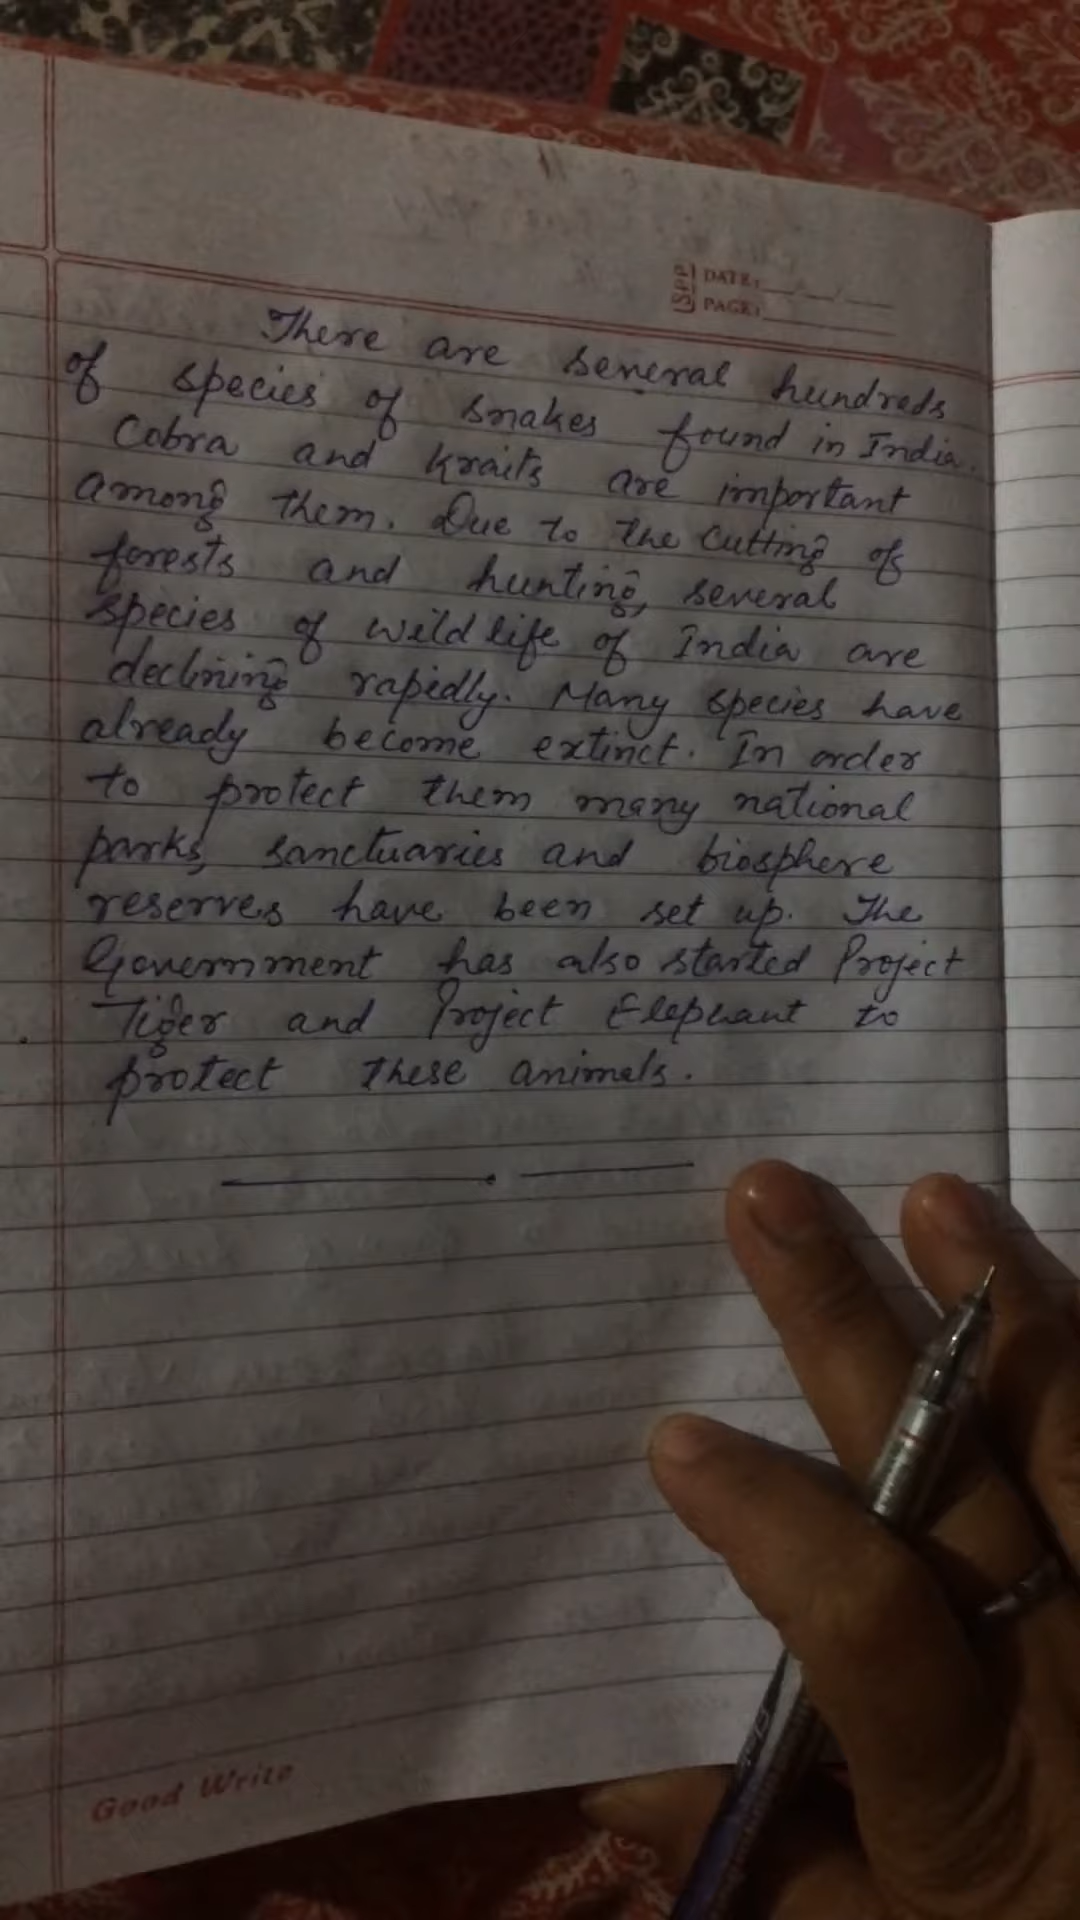 DATE:
PAGE:
There are several hundreds
of species of snakes found in India.
Cobra and kraits are important
among them. Due to the cutting of
forests and hunting, several
species of wild life of India are
declining rapidly. Many species have
already become extinct. In order
to protect them many national
parks, sanctuaries and biosphere
reserves have been set up. The
Government has also started Project
Tiger and Project Elephant to
protect these animals.
Good Write